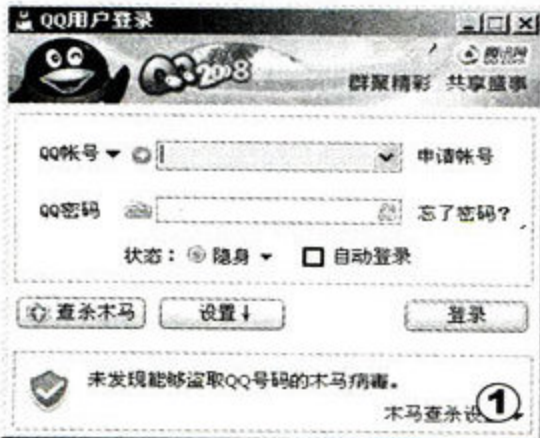 QQ用户登录
QQ2008 腾讯网
群聚精彩 共享盛事
QQ帐号 申请帐号
QQ密码 忘了密码?
状态: 隐身 自动登录
查杀木马 设置↓ 登录
未发现能够盗取QQ号码的木马病毒。
木马查杀设
①